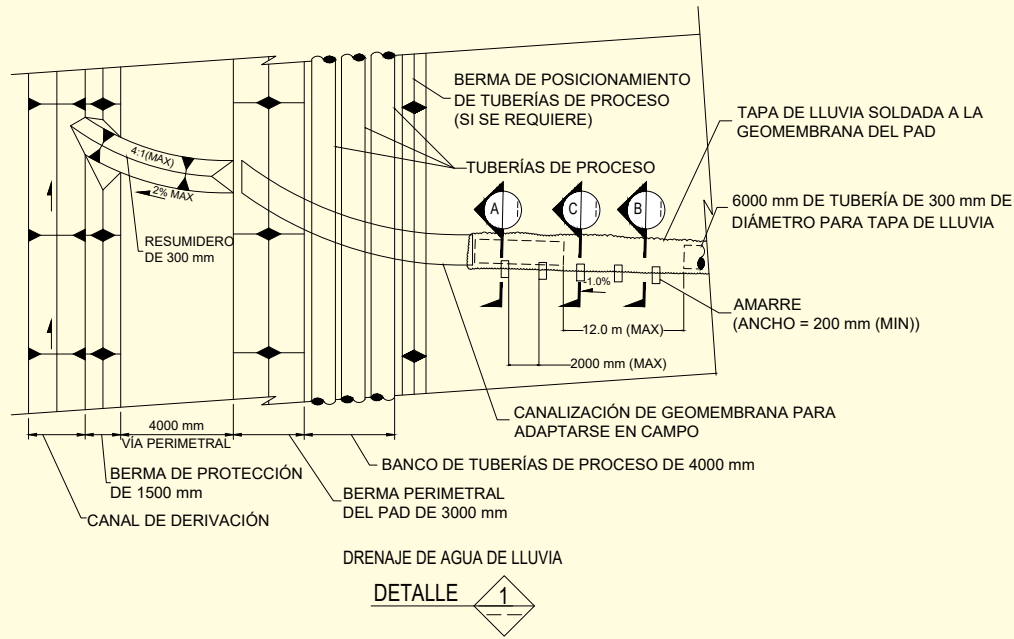 BERMA DE POSICIONAMIENTO
DE TUBERÍAS DE PROCESO
(SI SE REQUIERE)
TAPA DE LLUVIA SOLDADA A LA
GEOMEMBRANA DEL PAD
TUBERÍAS DE PROCESO
4:1(MAX)
2% MAX
RESUMIDERO
DE 300 mm
A
C
B
6000 mm DE TUBERÍA DE 300 mm DE
DIÁMETRO PARA TAPA DE LLUVIA
-1.0%
AMARRE
(ANCHO = 200 mm (MIN))
12.0 m (MAX)
2000 mm (MAX)
CANALIZACIÓN DE GEOMEMBRANA PARA
ADAPTARSE EN CAMPO
4000 mm
VÍA PERIMETRAL
BANCO DE TUBERÍAS DE PROCESO DE 4000 mm
BERMA DE PROTECCIÓN
DE 1500 mm
BERMA PERIMETRAL
DEL PAD DE 3000 mm
CANAL DE DERIVACIÓN
DRENAJE DE AGUA DE LLUVIA
DETALLE 1